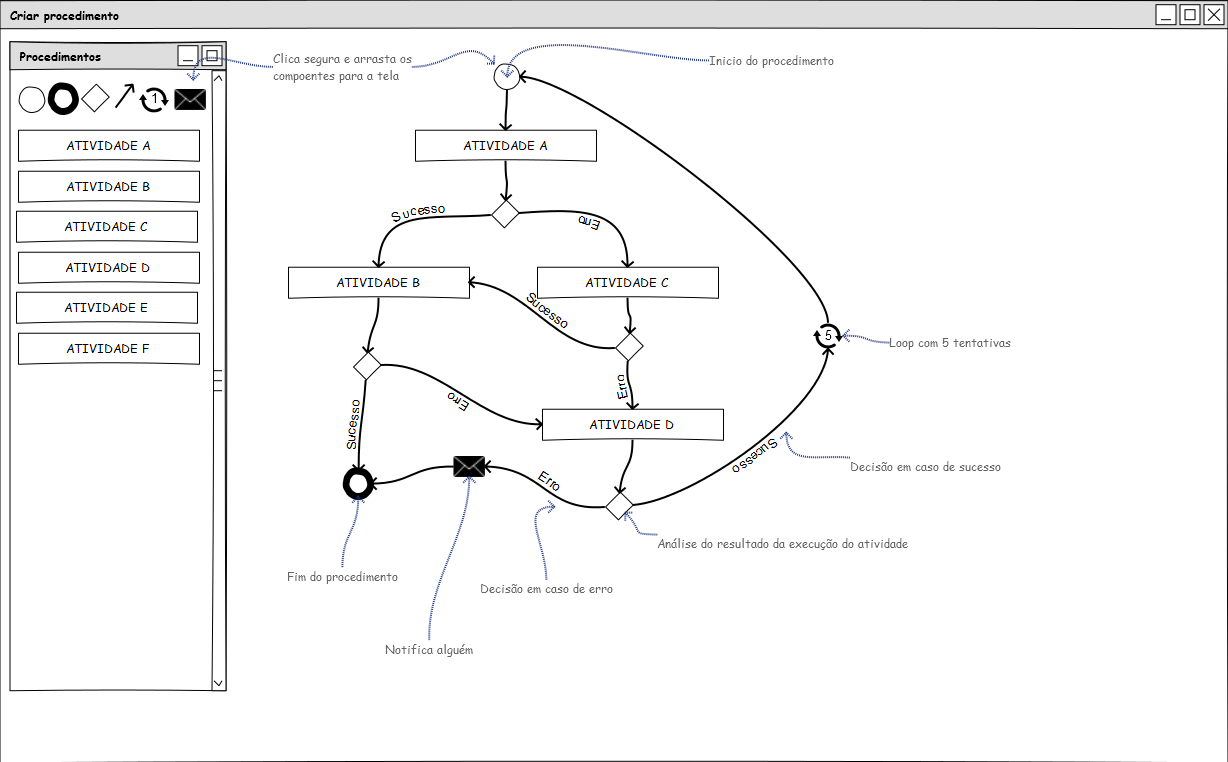 Criar procedimento
Procedimentos
1
ATIVIDADE A
ATIVIDADE B
ATIVIDADE C
ATIVIDADE D
ATIVIDADE E
ATIVIDADE F
Clica segura e arrasta os
compoentes para a tela
Inicio do procedimento
ATIVIDADE A
Sucesso
Erro
ATIVIDADE B
ATIVIDADE C
Sucesso
5
Loop com 5 tentativas
Erro
Erro
Sucesso
ATIVIDADE D
Sucesso
Decisão em caso de sucesso
Erro
Análise do resultado da execução do atividade
Fim do procedimento
Decisão em caso de erro
Notifica alguém